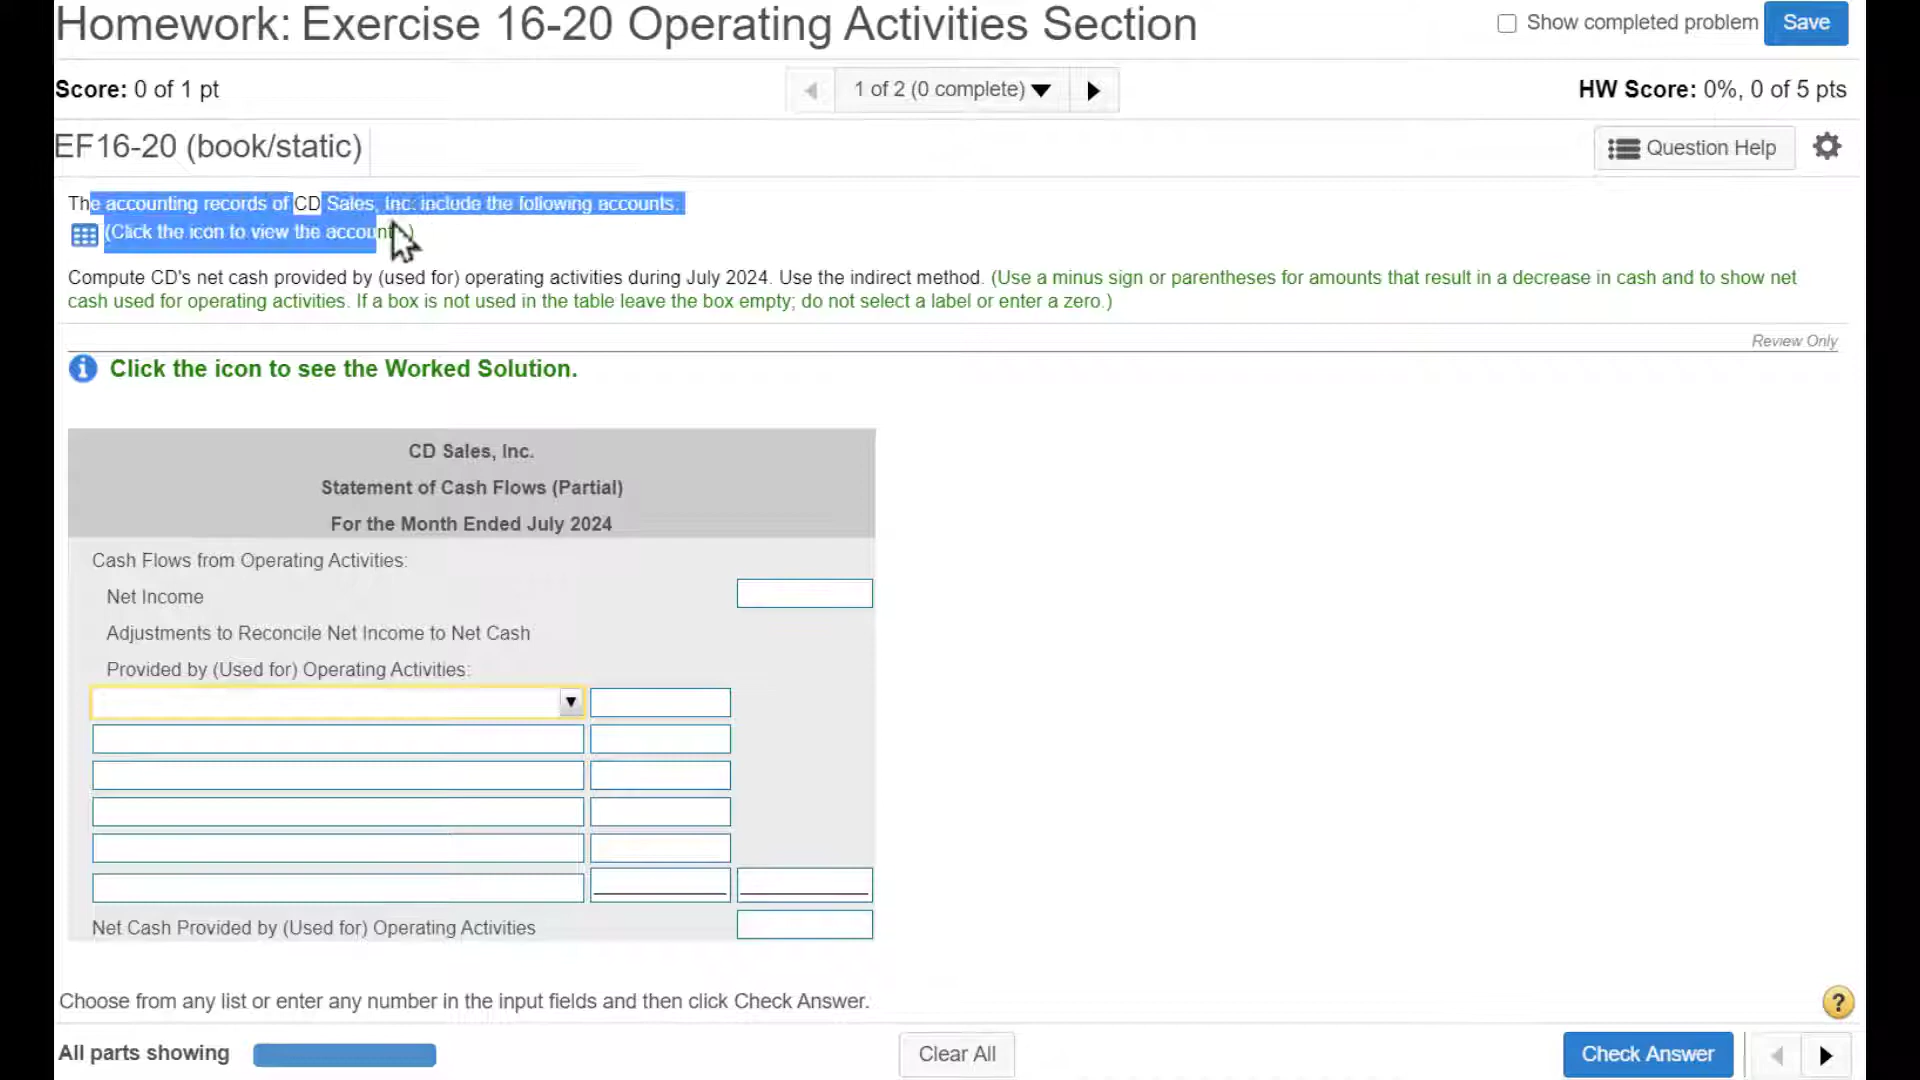 Homework: Exercise 16-20 Operating Activities Section
Show completed problem
Save
Score: 0 of 1 pt
1 of 2 (0 complete)
HW Score: 0%, 0 of 5 pts
EF16-20 (book/static)
Question Help
The accounting records of CD Sales, Inc. include the following accounts.
(Click the icon to view the accounts.)
Compute CD's net cash provided by (used for) operating activities during July 2024. Use the indirect method. (Use a minus sign or parentheses for amounts that result in a decrease in cash and to show net
cash used for operating activities. If a box is not used in the table leave the box empty; do not select a label or enter a zero.)
Review Only
Click the icon to see the Worked Solution.
CD Sales, Inc.
Statement of Cash Flows (Partial)
For the Month Ended July 2024
Cash Flows from Operating Activities:
Net Income
Adjustments to Reconcile Net Income to Net Cash
Provided by (Used for) Operating Activities:
Net Cash Provided by (Used for) Operating Activities
Choose from any list or enter any number in the input fields and then click Check Answer.
?
All parts showing
Clear All
Check Answer